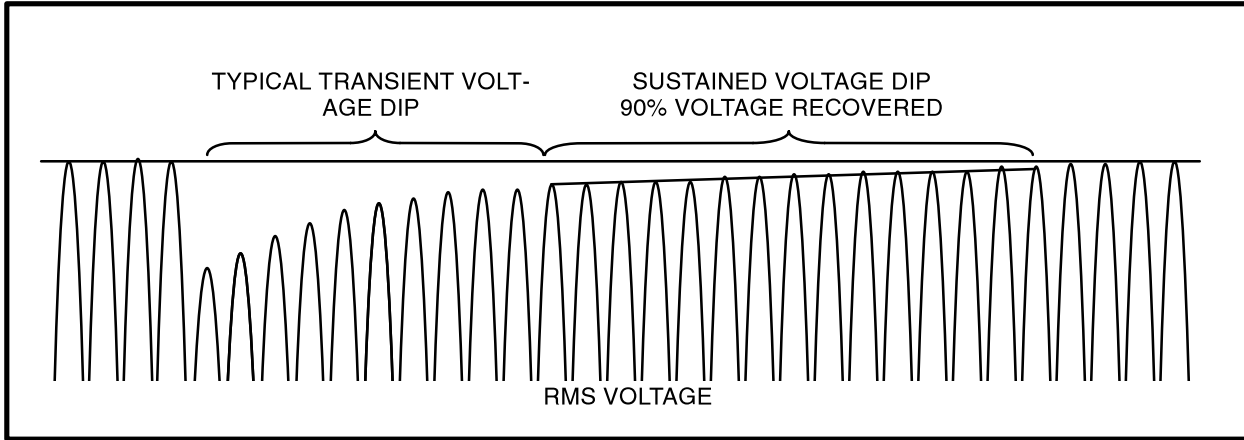 TYPICAL TRANSIENT VOLT-
AGE DIP
SUSTAINED VOLTAGE DIP
90% VOLTAGE RECOVERED
RMS VOLTAGE